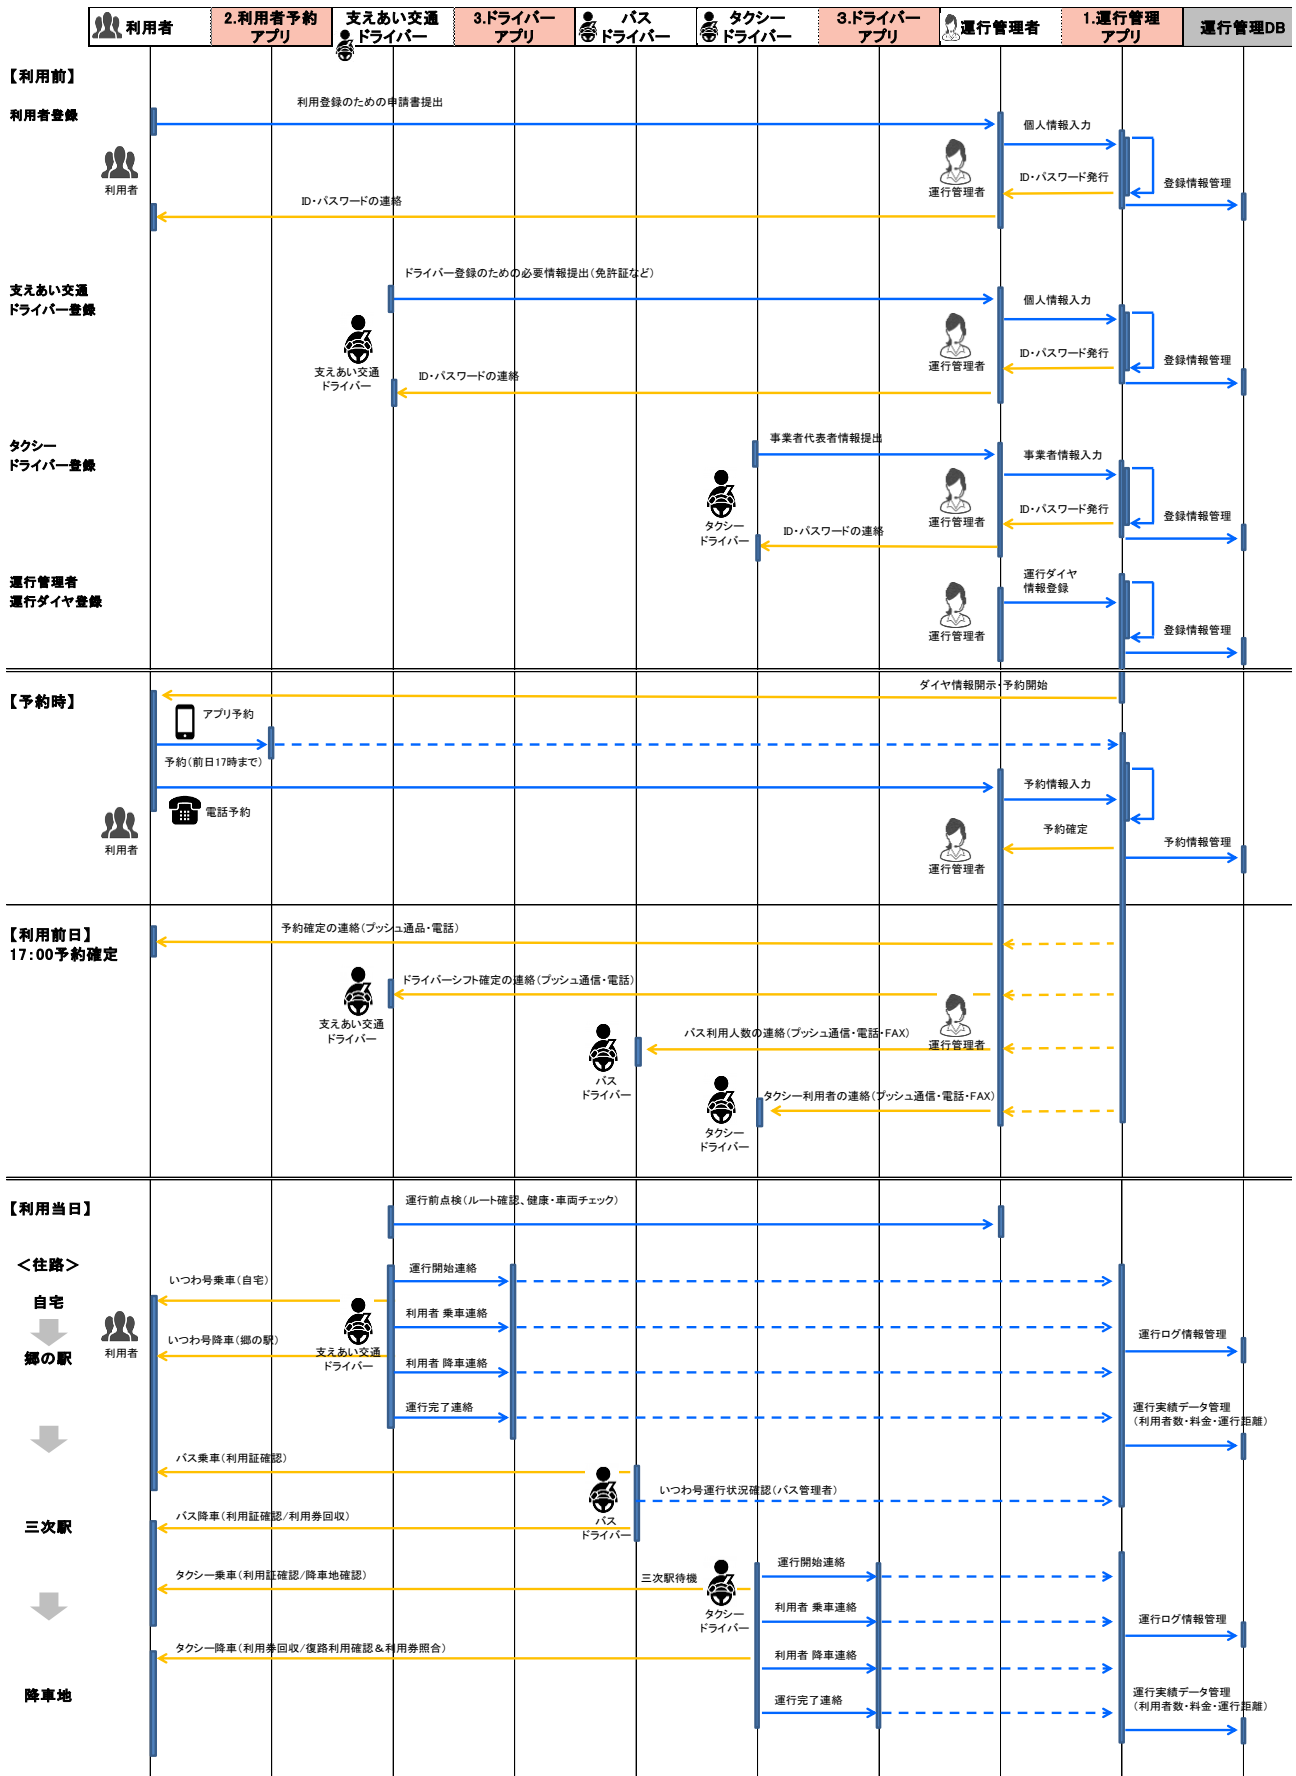 利用者
2.利用者予約
アプリ
支えあい交通
ドライバー
3.ドライバー
アプリ
バス
ドライバー
タクシー
ドライバー
3.ドライバー
アプリ
運行管理者
1.運行管理
アプリ
運行管理DB
【利用前】
利用者登録
利用登録のための申請書提出
個人情報入力
利用者
運行管理者
ID・パスワード発行
登録情報管理
ID・パスワードの連絡
支えあい交通
ドライバー登録
ドライバー登録のための必要情報提出(免許証など)
個人情報入力
支えあい交通
ドライバー
運行管理者
ID・パスワード発行
登録情報管理
ID・パスワードの連絡
タクシー
ドライバー登録
事業者代表者情報提出
事業者情報入力
タクシー
ドライバー
運行管理者
ID・パスワード発行
登録情報管理
ID・パスワードの連絡
運行管理者
運行ダイヤ登録
運行ダイヤ
情報登録
運行管理者
登録情報管理
【予約時】
ダイヤ情報開示・予約開始
アプリ予約
予約(前日17時まで)
電話予約
予約情報入力
利用者
運行管理者
予約確定
予約情報管理
【利用前日】
17:00予約確定
予約確定の連絡(プッシュ通品・電話)
ドライバーシフト確定の連絡(プッシュ通信・電話)
支えあい交通
ドライバー
バス利用人数の連絡(プッシュ通信・電話・FAX)
運行管理者
バス
ドライバー
タクシー利用者の連絡(プッシュ通信・電話・FAX)
タクシー
ドライバー
【利用当日】
運行前点検(ルート確認、健康・車両チェック)
＜往路＞
運行開始連絡
いつわ号乗車(自宅)
自宅
利用者 乗車連絡
いつわ号降車(郷の駅)
運行ログ情報管理
利用者
支えあい交通
ドライバー
郷の駅
利用者 降車連絡
運行完了連絡
運行実績データ管理
(利用者数・料金・運行距離)
バス乗車(利用証確認)
いつわ号運行状況確認(バス管理者)
バス
ドライバー
バス降車(利用証確認/利用券回収)
三次駅
運行開始連絡
タクシー乗車(利用証確認/降車地確認)
三次駅待機
利用者 乗車連絡
タクシー
ドライバー
運行ログ情報管理
タクシー降車(利用券回収/復路利用確認＆利用券照合)
利用者 降車連絡
降車地
運行完了連絡
運行実績データ管理
(利用者数・料金・運行距離)